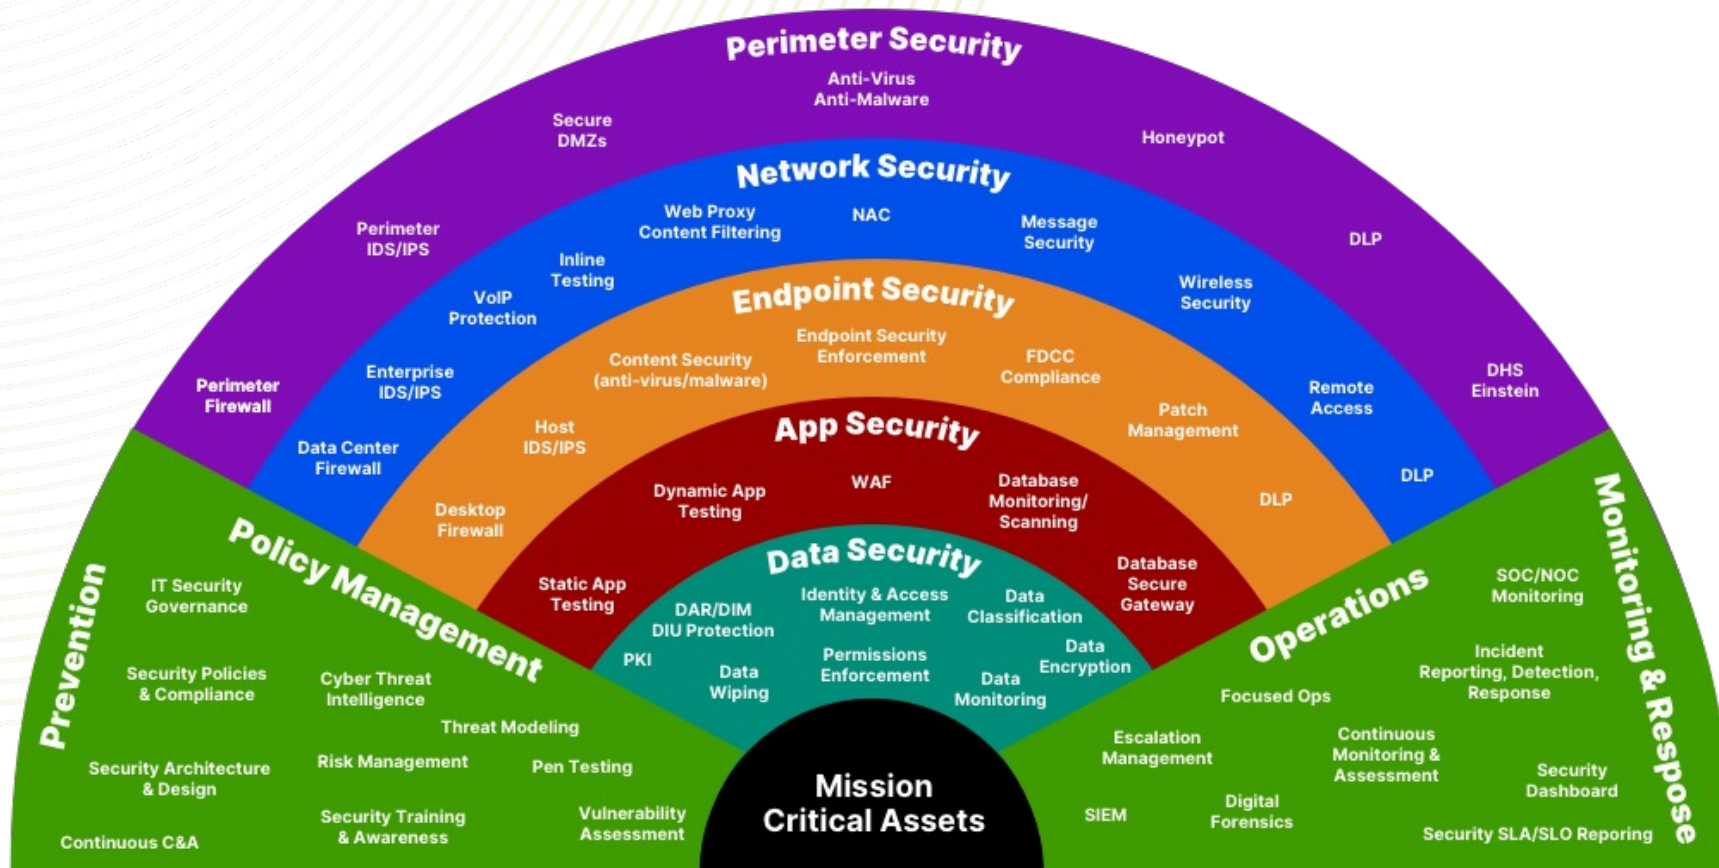 Perimeter Security
Anti-Virus
Anti-Malware
Secure
DMZs
Honeypot
Perimeter
IDS/IPS
DLP
Perimeter
Firewall
DHS
Einstein
Network Security
Web Proxy
Content Filtering
NAC
Message
Security
Inline
Testing
Wireless
Security
VoIP
Protection
Enterprise
IDS/IPS
Remote
Access
Data Center
Firewall
DLP
Endpoint Security
Endpoint Security
Enforcement
Content Security
(anti-virus/malware)
FDCC
Compliance
Host
IDS/IPS
Patch
Management
Desktop
Firewall
DLP
App Security
Dynamic App
Testing
WAF
Database
Monitoring/
Scanning
Static App
Testing
Database
Secure
Gateway
Data Security
DAR/DIM
DIU Protection
Identity & Access
Management
Data
Classification
PKI
Data
Wiping
Permissions
Enforcement
Data
Monitoring
Data
Encryption
Mission
Critical Assets
Prevention
Policy Management
IT Security
Governance
Security Policies
& Compliance
Cyber Threat
Intelligence
Threat Modeling
Security Architecture
& Design
Risk Management
Pen Testing
Security Training
& Awareness
Vulnerability
Assessment
Continuous C&A
Operations
Monitoring & Respose
SOC/NOC
Monitoring
Incident
Reporting, Detection,
Response
Focused Ops
Escalation
Management
Continuous
Monitoring &
Assessment
Security
Dashboard
SIEM
Digital
Forensics
Security SLA/SLO Reporing